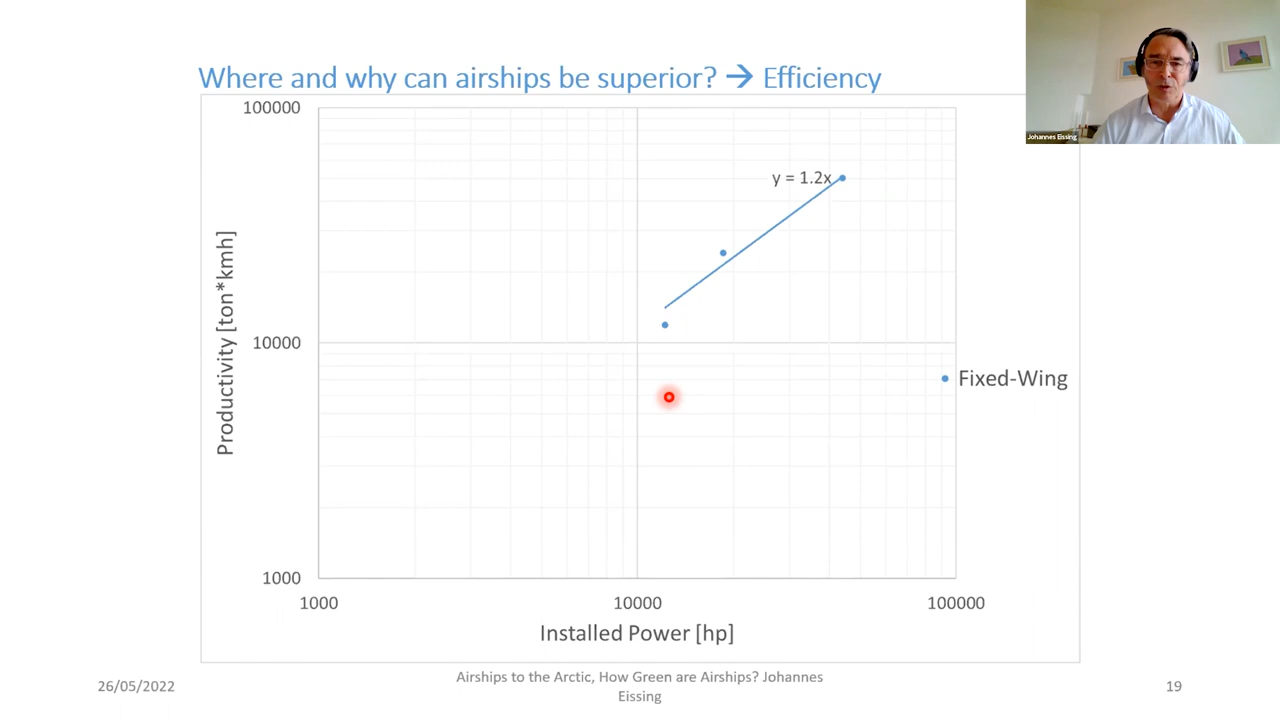 Where and why can airships be superior? → Efficiency
Johannes Eissing
100000
y = 1.2x
Productivity [ton*kmh]
10000
Fixed-Wing
1000
1000
10000
100000
Installed Power [hp]
26/05/2022
Airships to the Arctic, How Green are Airships? Johannes
Eissing
19